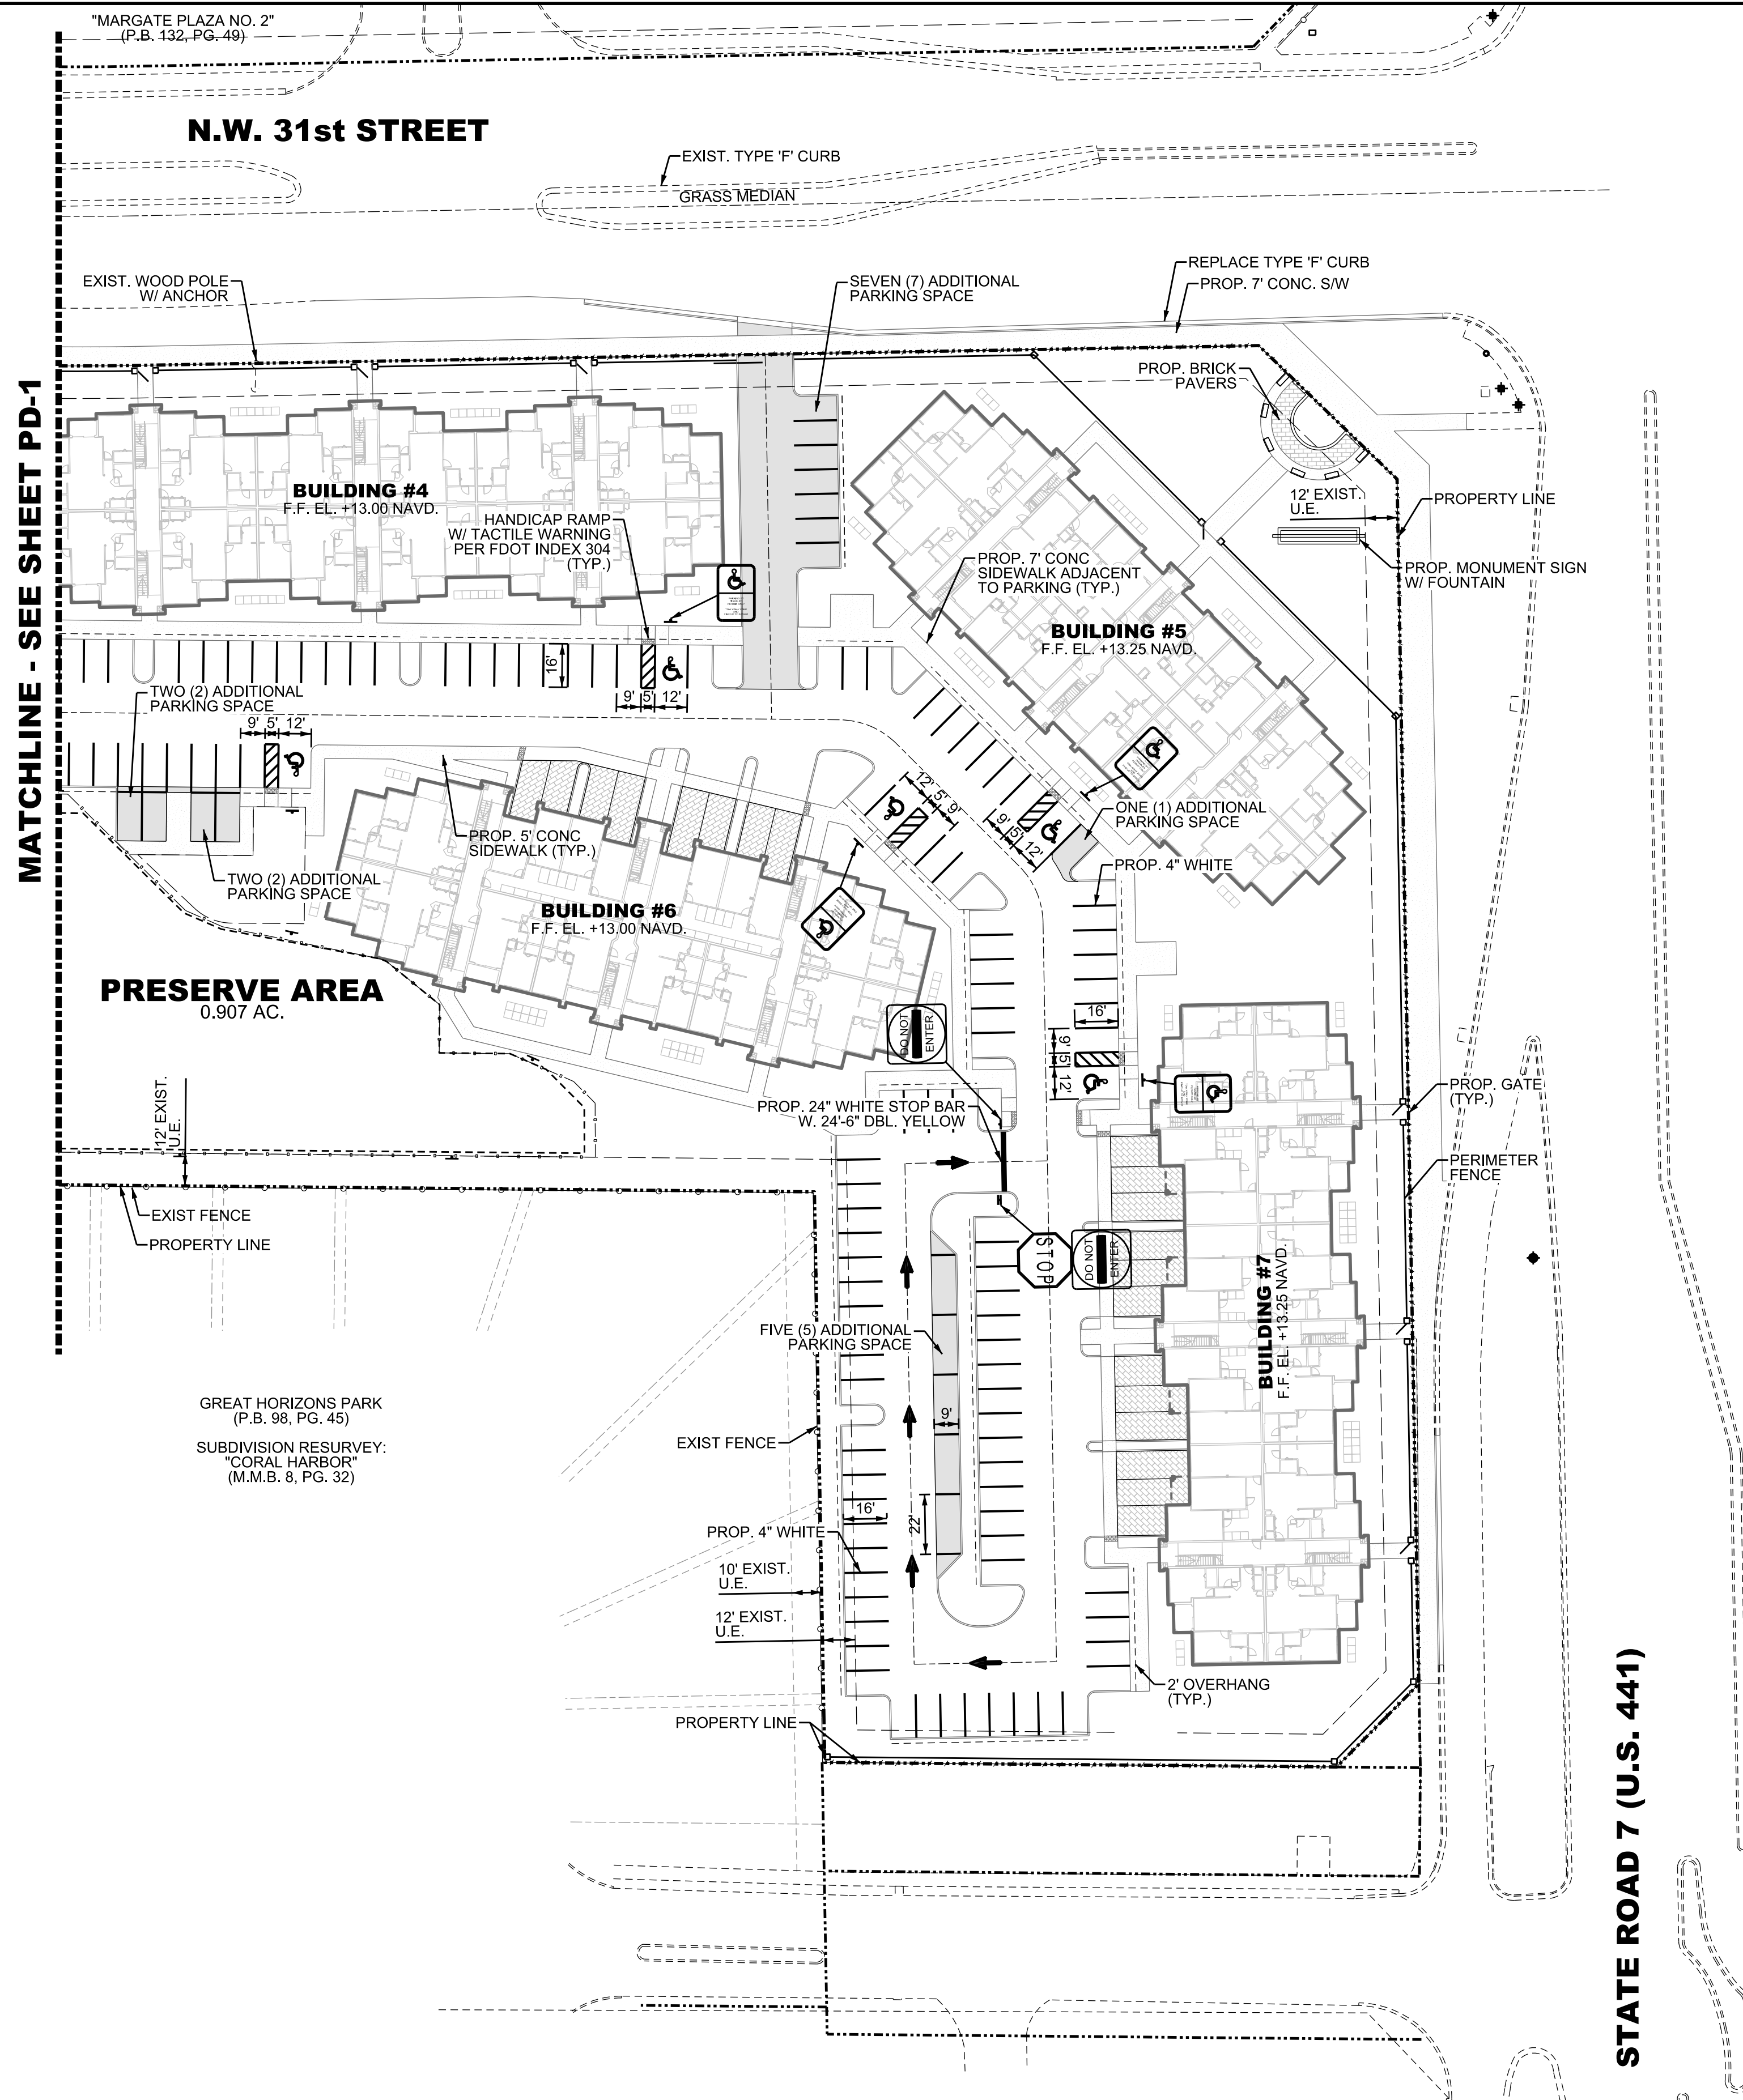 "MARGATE PLAZA NO. 2"
(P.B. 132, PG. 49)
N.W. 31st STREET
EXIST. TYPE 'F' CURB
GRASS MEDIAN
EXIST. WOOD POLE
W/ ANCHOR
SEVEN (7) ADDITIONAL
PARKING SPACE
REPLACE TYPE 'F' CURB
PROP. 7' CONC. S/W
PROP. BRICK
PAVERS
MATCHLINE - SEE SHEET PD-1
BUILDING #4
F.F. EL. +13.00 NAVD.
HANDICAP RAMP
W/ TACTILE WARNING
PER FDOT INDEX 304
(TYP.)
12' EXIST.
U.E.
PROPERTY LINE
PROP. MONUMENT SIGN
W/ FOUNTAIN
PROP. 7' CONC
SIDEWALK ADJACENT
TO PARKING (TYP.)
BUILDING #5
F.F. EL. +13.25 NAVD.
16'
9' 5' 12'
TWO (2) ADDITIONAL
PARKING SPACE
9' 5' 12'
TWO (2) ADDITIONAL
PARKING SPACE
PROP. 5' CONC
SIDEWALK (TYP.)
12' 5' 9'
9' 5' 12'
ONE (1) ADDITIONAL
PARKING SPACE
PROP. 4" WHITE
BUILDING #6
F.F. EL. +13.00 NAVD.
PRESERVE AREA
0.907 AC.
DO NOT
ENTER
16'
9' 5' 12'
12' EXIST.
U.E.
PROP. 24" WHITE STOP BAR
W. 24'-6" DBL. YELLOW
PROP. GATE
(TYP.)
PERIMETER
FENCE
EXIST FENCE
PROPERTY LINE
STOP
DO NOT
ENTER
BUILDING #7
F.F. EL. +13.25 NAVD.
FIVE (5) ADDITIONAL
PARKING SPACE
9'
GREAT HORIZONS PARK
(P.B. 98, PG. 45)
SUBDIVISION RESURVEY:
"CORAL HARBOR"
(M.M.B. 8, PG. 32)
EXIST FENCE
16'
22'
PROP. 4" WHITE
10' EXIST.
U.E.
12' EXIST.
U.E.
2' OVERHANG
(TYP.)
PROPERTY LINE
STATE ROAD 7 (U.S. 441)